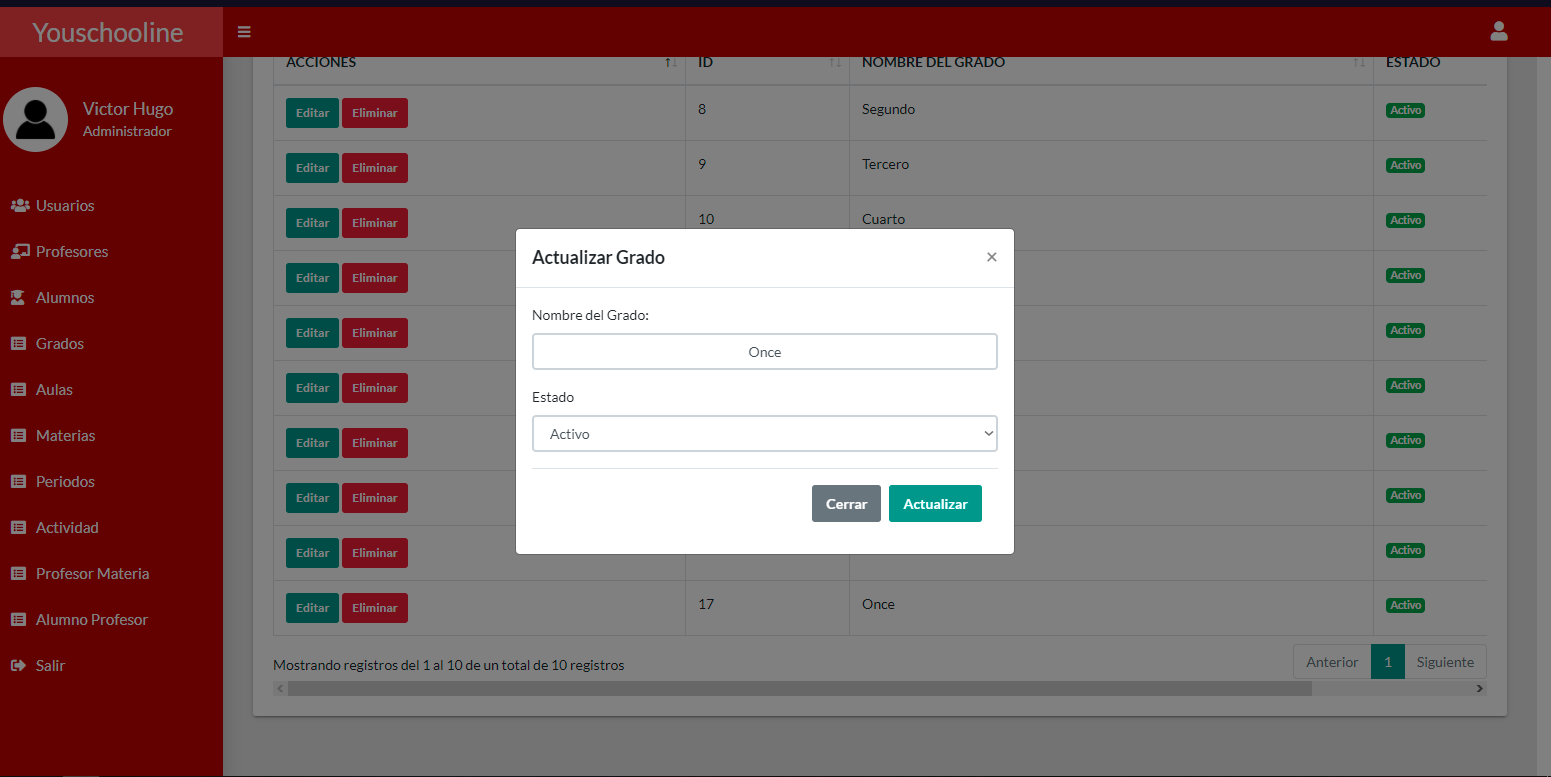 Youschooline
Victor Hugo
Administrador
Usuarios
Profesores
Alumnos
Grados
Aulas
Materias
Periodos
Actividad
Profesor Materia
Alumno Profesor
Salir
ACCIONES ID NOMBRE DEL GRADO ESTADO
Editar Eliminar 8 Segundo Activo
Editar Eliminar 9 Tercero Activo
Editar Eliminar 10 Cuarto Activo
Editar Eliminar Activo
Editar Eliminar Activo
Editar Eliminar Activo
Editar Eliminar Activo
Editar Eliminar Activo
Editar Eliminar Activo
Editar Eliminar 17 Once Activo
Mostrando registros del 1 al 10 de un total de 10 registros
Anterior 1 Siguiente
Actualizar Grado ×
Nombre del Grado:
Once
Estado
Activo
Cerrar Actualizar